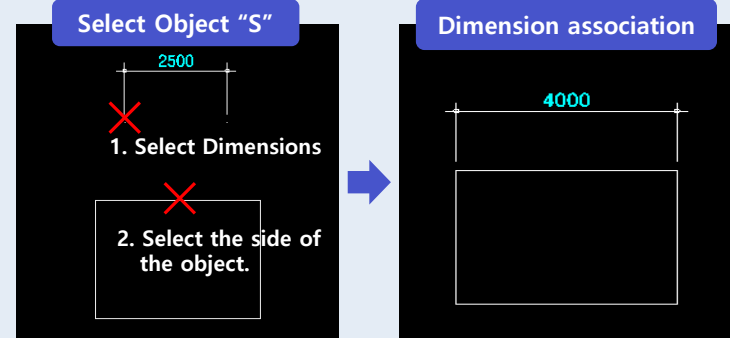 Select Object “S”
2500
1. Select Dimensions
2. Select the side of
the object.
Dimension association
4000